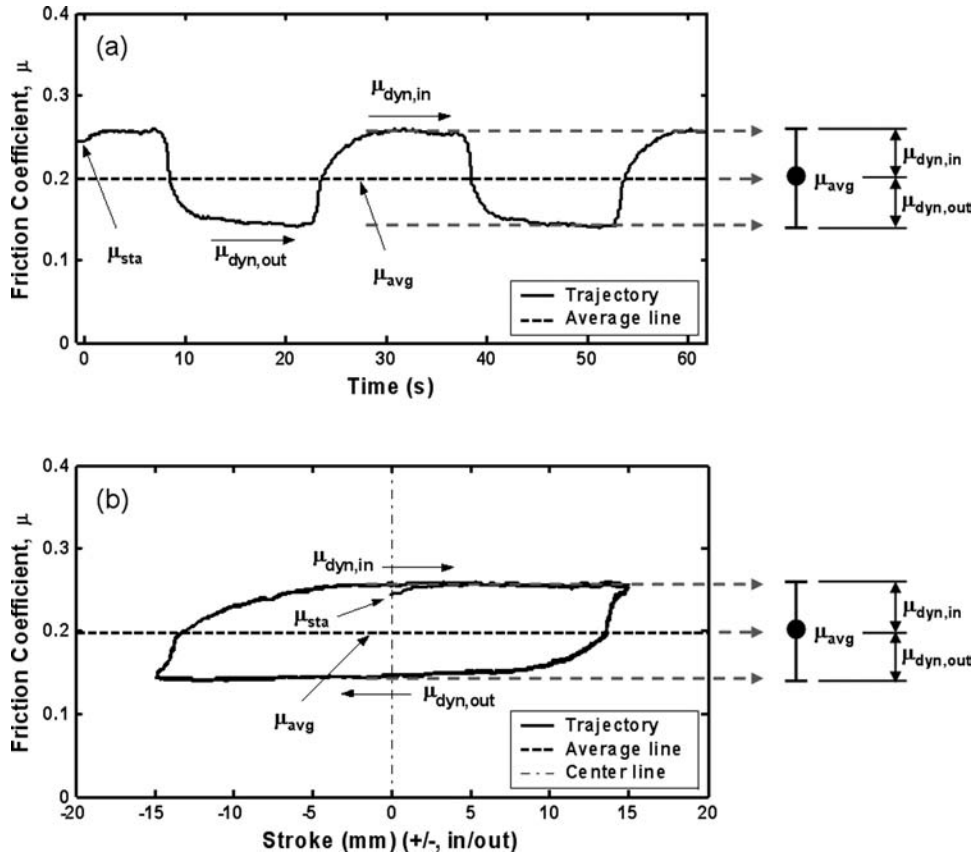 (a)
Friction Coefficient, μ
0.4
0.3
0.2
0.1
0
μdyn,in
μsta
μdyn,out
μavg
Trajectory
Average line
0 10 20 30 40 50 60
Time (s)
μdyn,in
μavg
μdyn,out
(b)
Friction Coefficient, μ
0.4
0.3
0.2
0.1
0
μdyn,in
μsta
μavg
μdyn,out
Trajectory
Average line
Center line
-20 -15 -10 -5 0 5 10 15 20
Stroke (mm) (+/-, in/out)
μdyn,in
μavg
μdyn,out